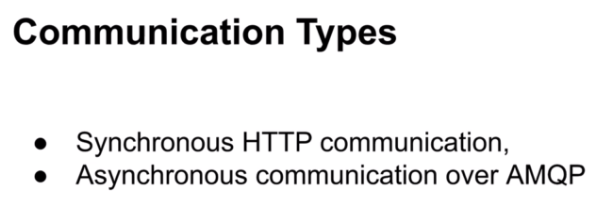 Communication Types
● Synchronous HTTP communication,
● Asynchronous communication over AMQP